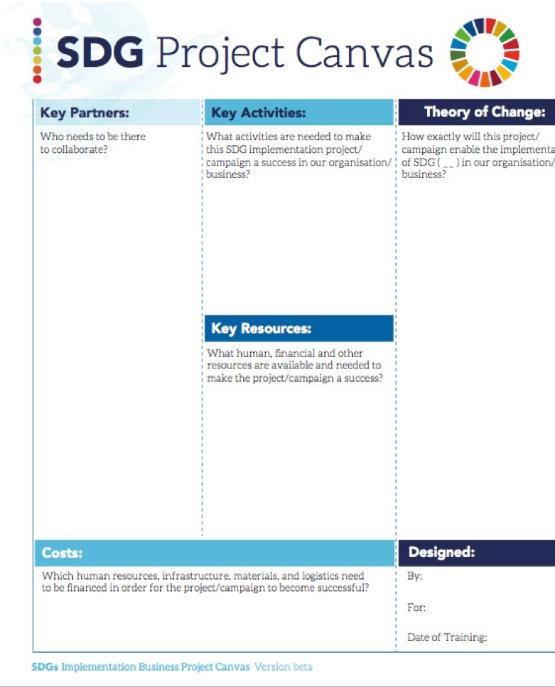 SDG Project Canvas
Key Partners:
Who needs to be there
to collaborate?
Key Activities:
What activities are needed to make
this SDG implementation project/
campaign a success in our organisation/
business?
Key Resources:
What human, financial and other
resources are available and needed to
make the project/campaign a success?
Theory of Change:
How exactly will this project/
campaign enable the implementa
of SDG ( _ _ ) in our organisation/
business?
Costs:
Which human resources, infrastructure, materials, and logistics need
to be financed in order for the project/campaign to become successful?
Designed:
By:
For:
Date of Training:
SDGs Implementation Business Project Canvas Version beta